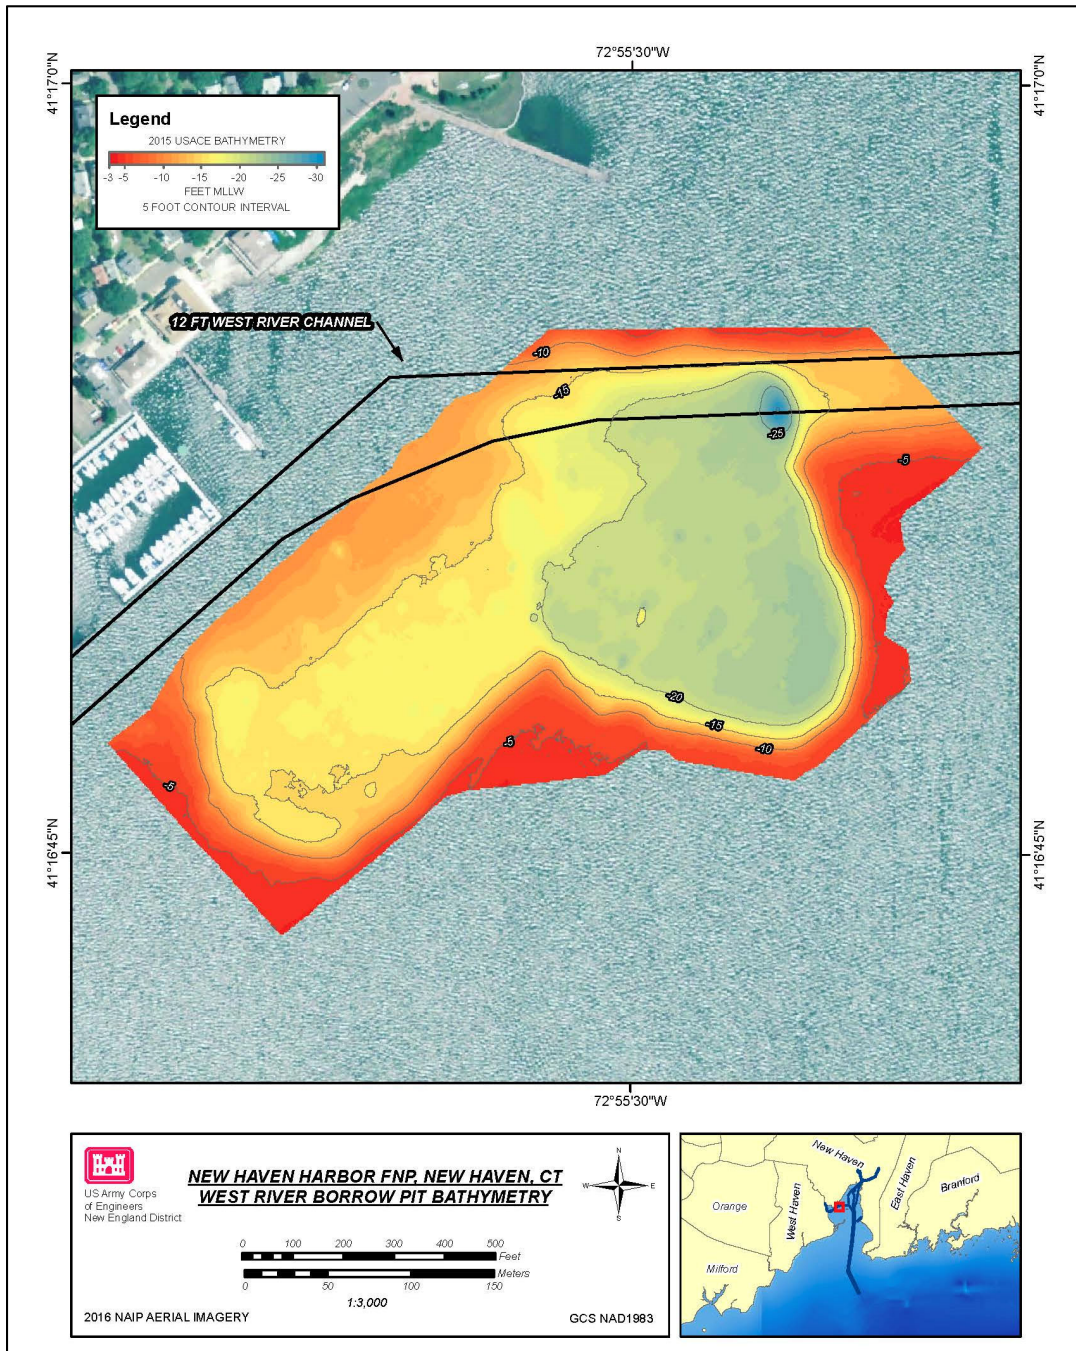 72°55'30"W
41°17'0"N
41°17'0"N
Legend
2015 USACE BATHYMETRY
-3 -5 -10 -15 -20 -25 -30
FEET MLLW
5 FOOT CONTOUR INTERVAL
12 FT WEST RIVER CHANNEL
-10
-15
-25
-5
-20
-15
-10
-5
-5
41°16'45"N
41°16'45"N
72°55'30"W
US Army Corps
of Engineers
New England District
NEW HAVEN HARBOR FNP, NEW HAVEN, CT
WEST RIVER BORROW PIT BATHYMETRY
N
W E
S
0 100 200 300 400 500
Feet
Meters
0 50 100 150
1:3,000
2016 NAIP AERIAL IMAGERY
GCS NAD1983
New Haven
East Haven
Branford
Orange
West Haven
Milford